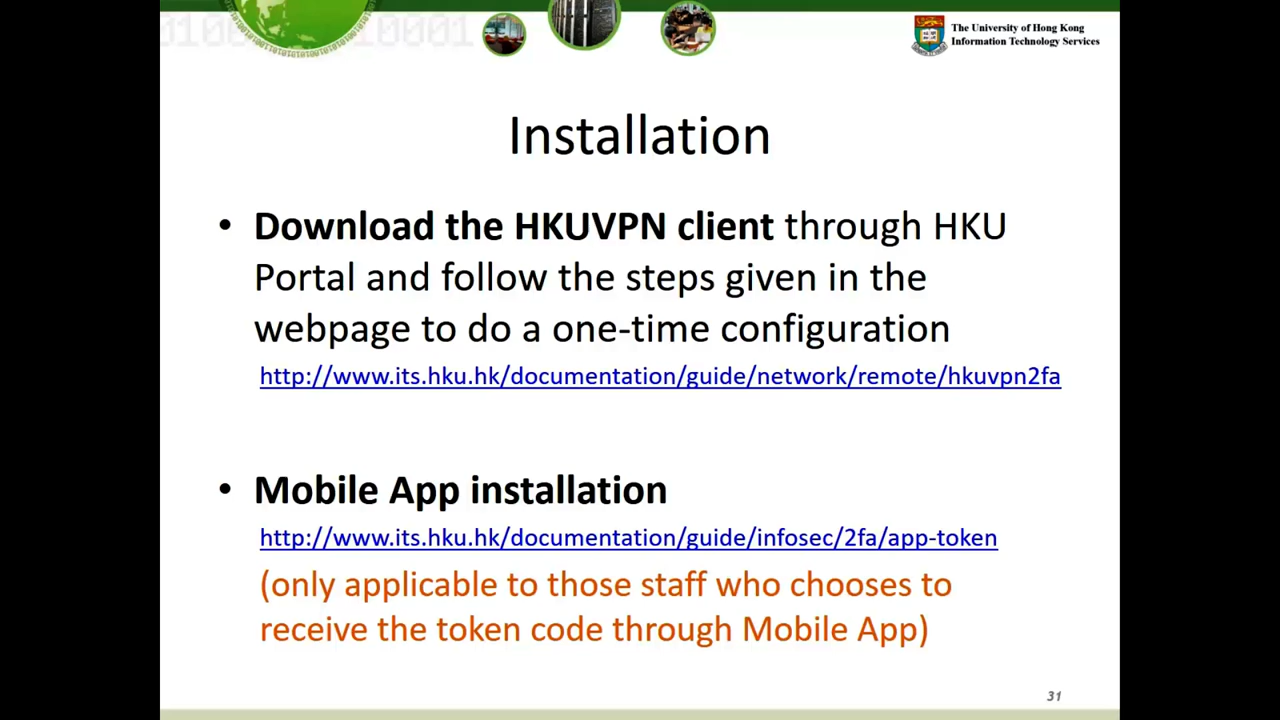 The University of Hong Kong
Information Technology Services
Installation
• Download the HKUVPN client through HKU
Portal and follow the steps given in the
webpage to do a one-time configuration
http://www.its.hku.hk/documentation/guide/network/remote/hkuvpn2fa
• Mobile App installation
http://www.its.hku.hk/documentation/guide/infosec/2fa/app-token
(only applicable to those staff who chooses to
receive the token code through Mobile App)
31